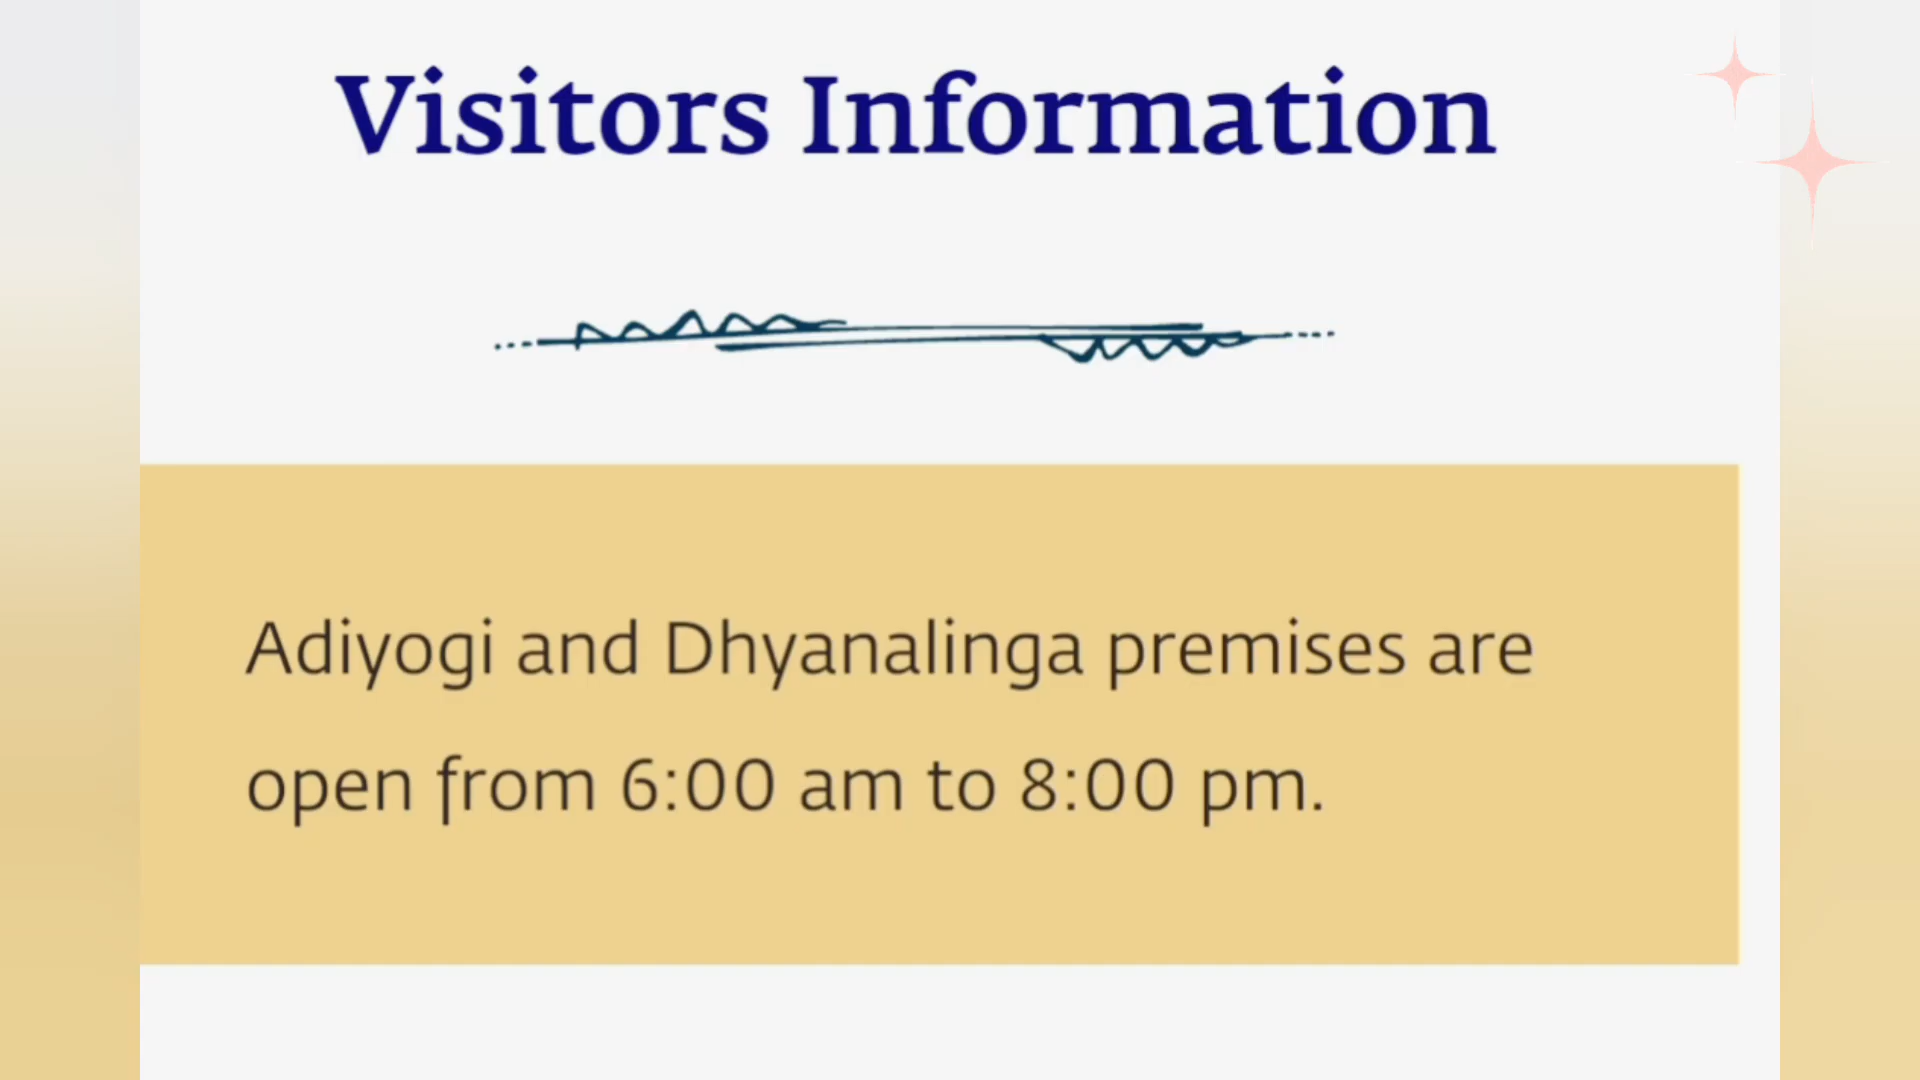 Visitors Information
Adiyogi and Dhyanalinga premises are
open from 6:00 am to 8:00 pm.